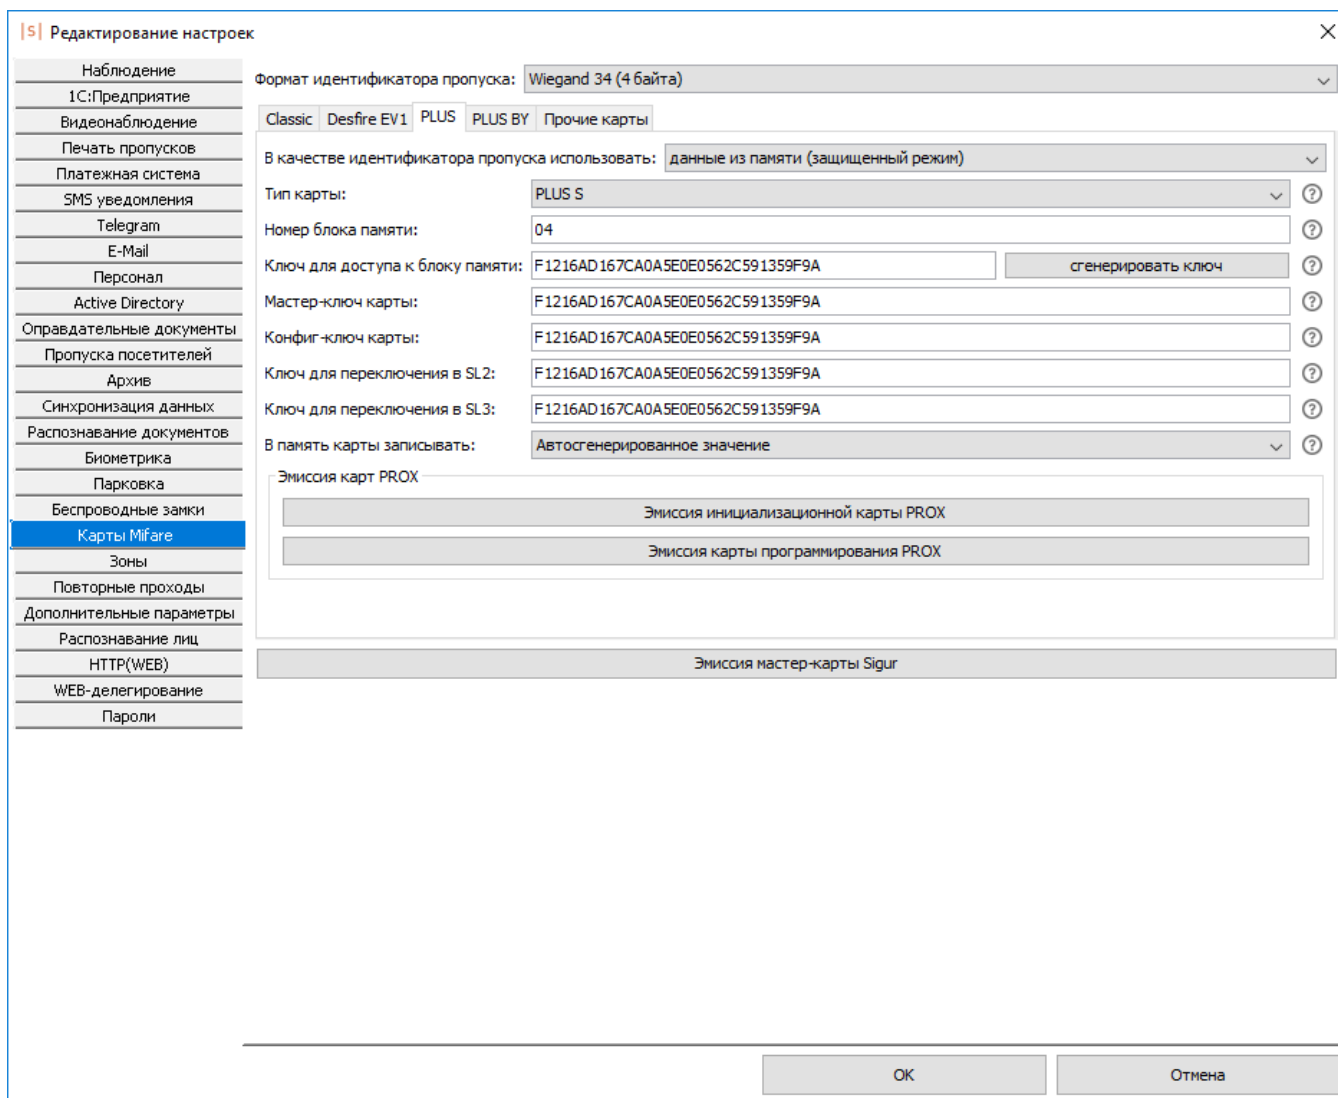 |S| Редактирование настроек
Наблюдение
1С:Предприятие
Видеонаблюдение
Печать пропусков
Платежная система
SMS уведомления
Telegram
E-Mail
Персонал
Active Directory
Оправдательные документы
Пропуска посетителей
Архив
Синхронизация данных
Распознавание документов
Биометрика
Парковка
Беспроводные замки
Карты Mifare
Зоны
Повторные проходы
Дополнительные параметры
Распознавание лиц
HTTP(WEB)
WEB-делегирование
Пароли
Формат идентификатора пропуска: Wiegand 34 (4 байта)
Classic Desfire EV1 PLUS PLUS BY Прочие карты
В качестве идентификатора пропуска использовать: данные из памяти (защищенный режим)
Тип карты: PLUS S ?
Номер блока памяти: 04 ?
Ключ для доступа к блоку памяти: F1216AD167CA0A5E0E0562C591359F9A сгенерировать ключ ?
Мастер-ключ карты: F1216AD167CA0A5E0E0562C591359F9A ?
Конфиг-ключ карты: F1216AD167CA0A5E0E0562C591359F9A ?
Ключ для переключения в SL2: F1216AD167CA0A5E0E0562C591359F9A ?
Ключ для переключения в SL3: F1216AD167CA0A5E0E0562C591359F9A ?
В память карты записывать: Автосгенерированное значение ?
Эмиссия карт PROX
Эмиссия инициализационной карты PROX
Эмиссия карты программирования PROX
Эмиссия мастер-карты Sigur
OK Отмена